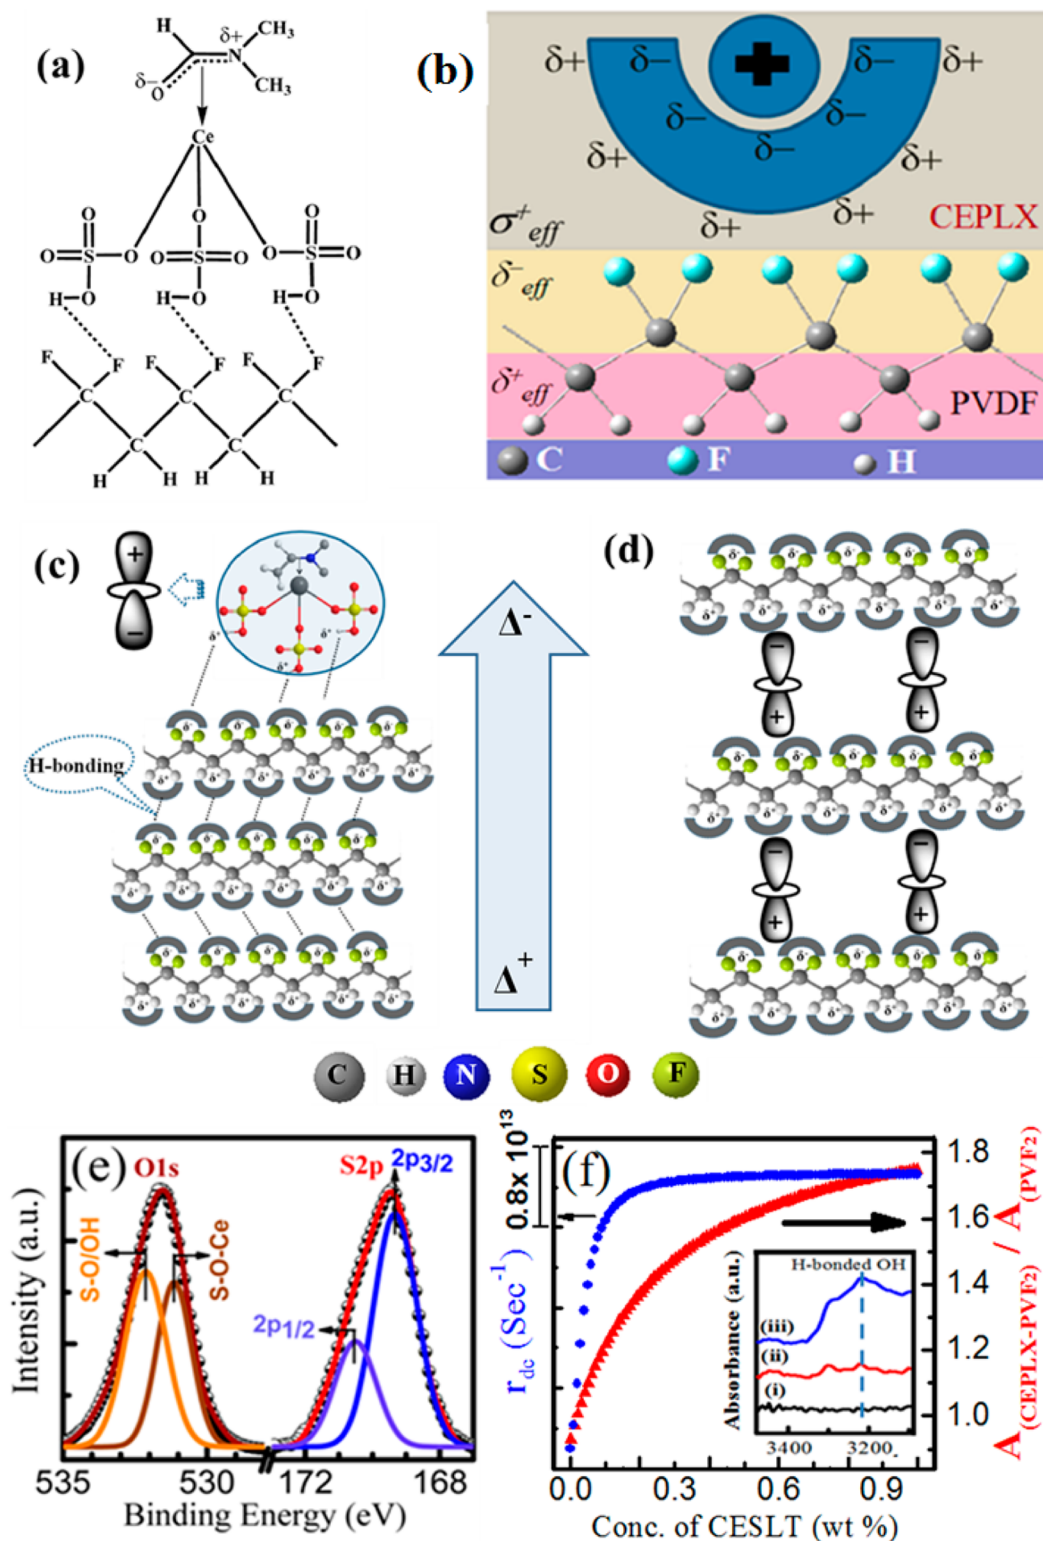 (a)
H
δ+
N
CH₃
CH₃
δ−
O
Ce
O
O
O
O
S
O
O
S
O
O
S
O
O
O
H
O
H
O
H
O
F
F
F
F
F
F
C
C
C
C
C
H
H
H
H
(b)
δ+
δ−
δ−
δ+
δ−
δ−
δ−
δ+
δ+
δ+
δ+
σ⁺eff
CEPLX
δ⁻eff
δ⁺eff
PVDF
C
F
H
(c)
+
−
δ⁺
δ⁺
δ⁺
H-bonding
δ⁻ δ⁻ δ⁻ δ⁻ δ⁻
δ⁺ δ⁺ δ⁺ δ⁺ δ⁺ δ⁺
δ⁻ δ⁻ δ⁻ δ⁻ δ⁻
δ⁺ δ⁺ δ⁺ δ⁺ δ⁺ δ⁺
δ⁻ δ⁻ δ⁻ δ⁻ δ⁻
δ⁺ δ⁺ δ⁺ δ⁺ δ⁺ δ⁺
Δ⁻
Δ⁺
(d)
δ⁻ δ⁻ δ⁻ δ⁻ δ⁻
δ⁺ δ⁺ δ⁺ δ⁺ δ⁺ δ⁺
− −
+ +
δ⁻ δ⁻ δ⁻ δ⁻ δ⁻
δ⁺ δ⁺ δ⁺ δ⁺ δ⁺ δ⁺
− −
+ +
δ⁻ δ⁻ δ⁻ δ⁻ δ⁻
δ⁺ δ⁺ δ⁺ δ⁺ δ⁺ δ⁺
C H N S O F
(e)
O1s
S2p
2p3/2
S-O/OH
S-O-Ce
2p1/2
Intensity (a.u.)
535 530 172 168
Binding Energy (eV)
(f)
0.8x 10¹³
r_dc (Sec⁻¹)
1.8
1.6
1.4
1.2
1.0
A(CEPLX-PVF₂) / A(PVF₂)
H-bonded OH
(iii)
(ii)
(i)
Absorbance (a.u.)
3400 3200
0.0 0.3 0.6 0.9
Conc. of CESLT (wt %)